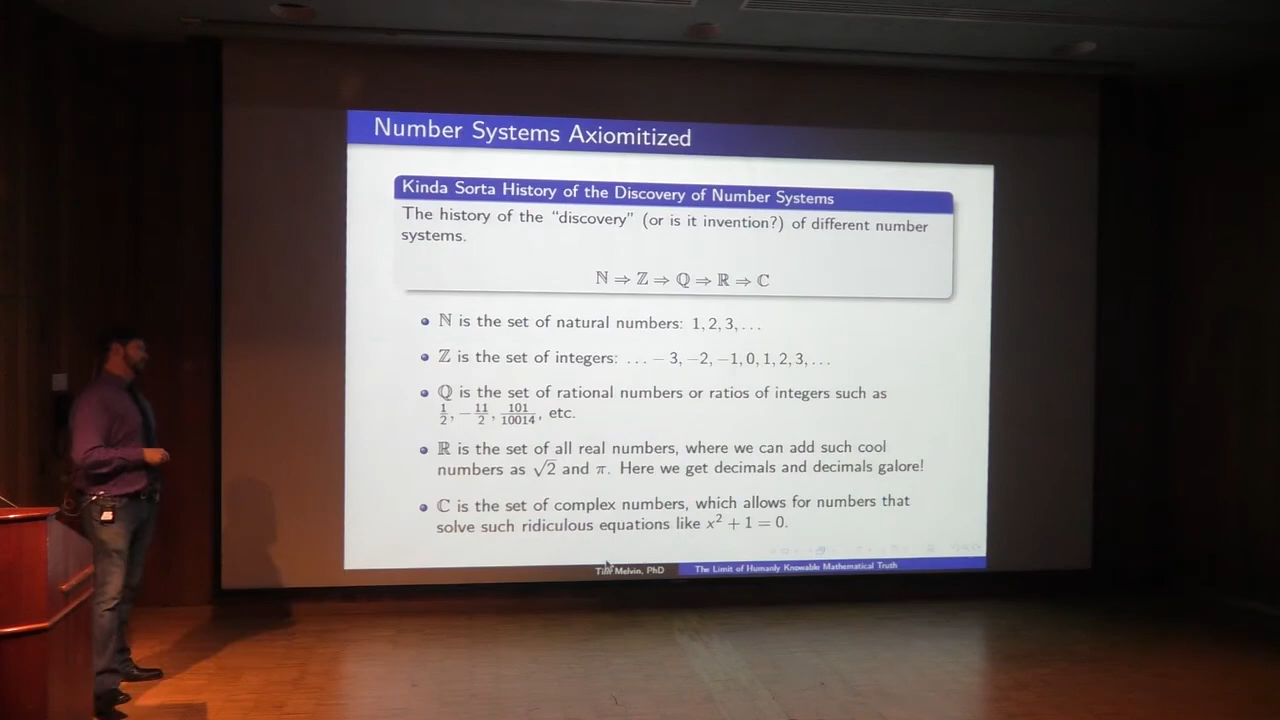 Number Systems Axiomitized
Kinda Sorta History of the Discovery of Number Systems
The history of the “discovery” (or is it invention?) of different number
systems.
ℕ ⇒ ℤ ⇒ ℚ ⇒ ℝ ⇒ ℂ
• ℕ is the set of natural numbers: 1, 2, 3, . . .
• ℤ is the set of integers: . . . − 3, −2, −1, 0, 1, 2, 3, . . .
• ℚ is the set of rational numbers or ratios of integers such as
1/2, −11/2, 101/10014, etc.
• ℝ is the set of all real numbers, where we can add such cool
numbers as √2 and π. Here we get decimals and decimals galore!
• ℂ is the set of complex numbers, which allows for numbers that
solve such ridiculous equations like x² + 1 = 0.
Tim Melvin, PhD
The Limit of Humanly Knowable Mathematical Truth